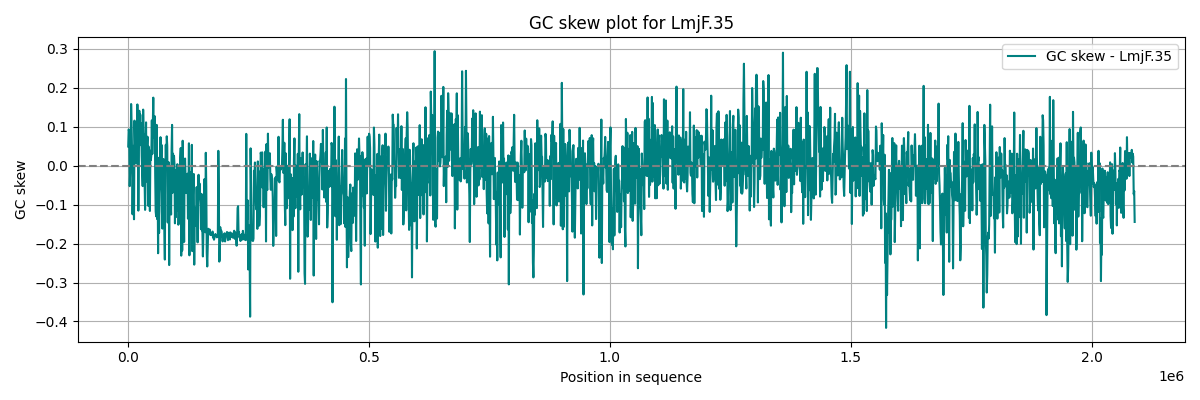 GC skew plot for LmjF.35
GC skew - LmjF.35
GC skew
0.3
0.2
0.1
0.0
−0.1
−0.2
−0.3
−0.4
0.0 0.5 1.0 1.5 2.0
1e6
Position in sequence